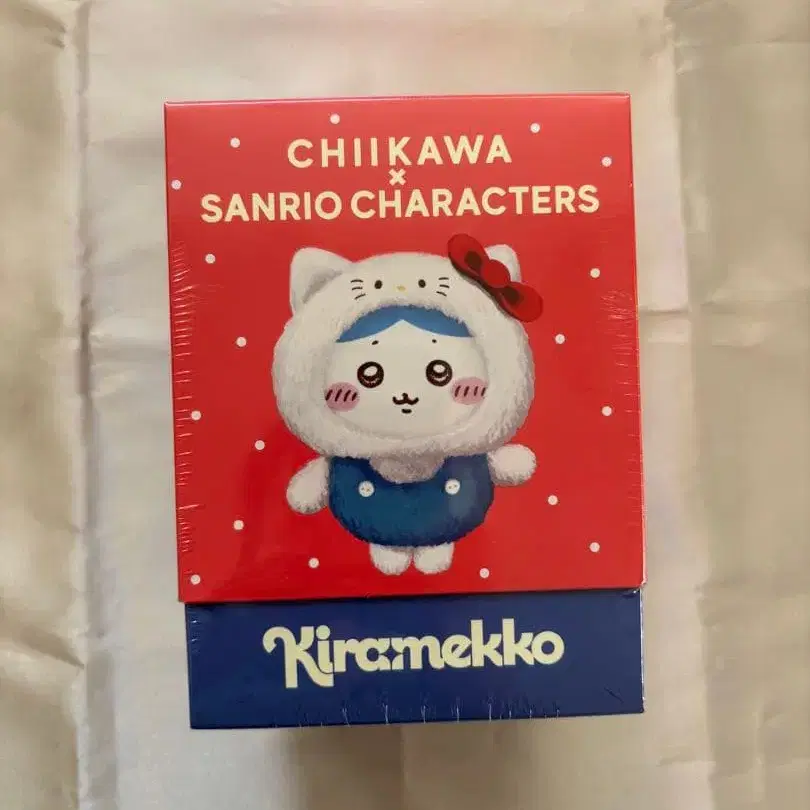 CHIIKAWA
×
SANRIO CHARACTERS
Kiramekko